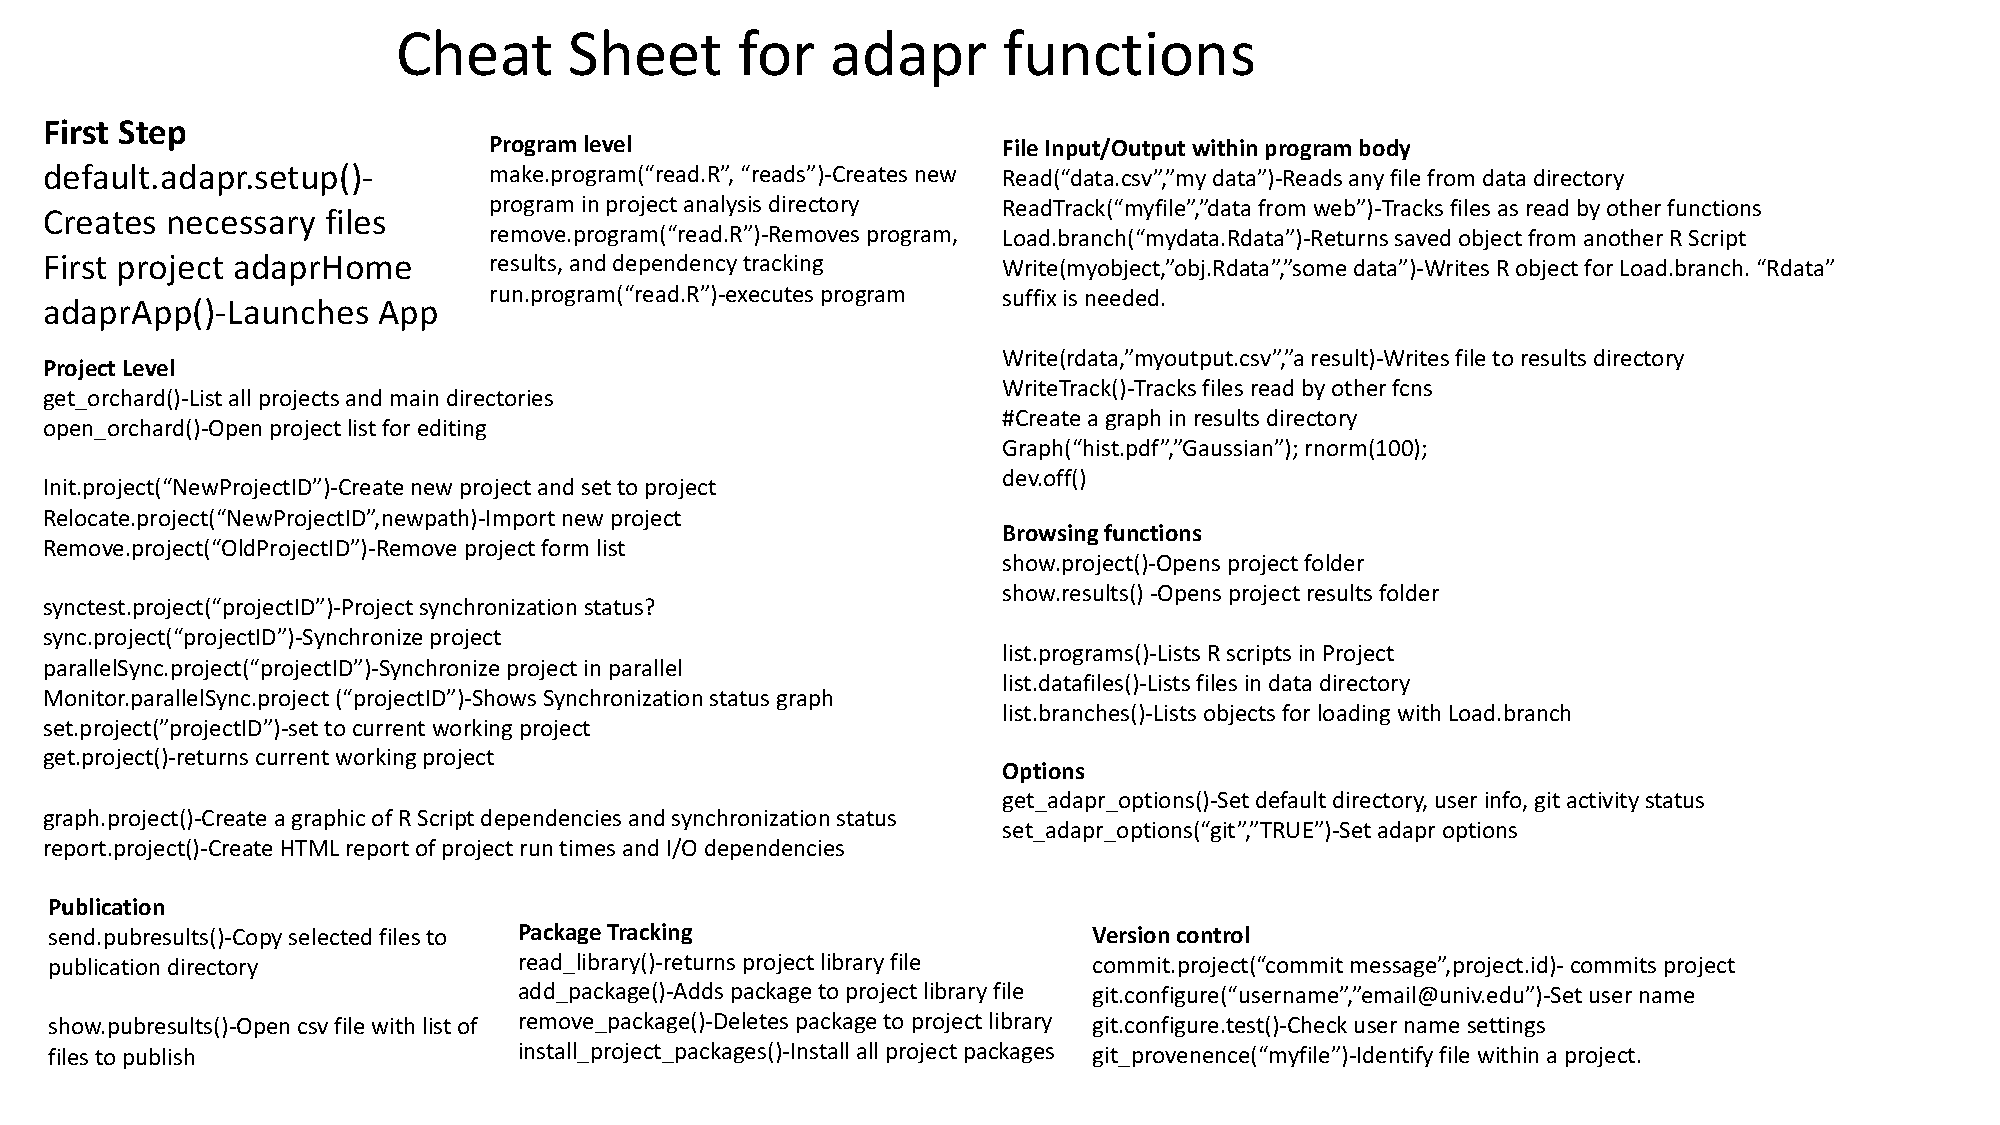 Cheat Sheet for adapr functions
First Step
default.adapr.setup()-
Creates necessary files
First project adaprHome
adaprApp()-Launches App
Program level
make.program(“read.R”, “reads”)-Creates new
program in project analysis directory
remove.program(“read.R”)-Removes program,
results, and dependency tracking
run.program(“read.R”)-executes program
Project Level
get_orchard()-List all projects and main directories
open_orchard()-Open project list for editing
Init.project(“NewProjectID”)-Create new project and set to project
Relocate.project(“NewProjectID”,newpath)-Import new project
Remove.project(“OldProjectID”)-Remove project form list
synctest.project(“projectID”)-Project synchronization status?
sync.project(“projectID”)-Synchronize project
parallelSync.project(“projectID”)-Synchronize project in parallel
Monitor.parallelSync.project (“projectID”)-Shows Synchronization status graph
set.project(”projectID”)-set to current working project
get.project()-returns current working project
graph.project()-Create a graphic of R Script dependencies and synchronization status
report.project()-Create HTML report of project run times and I/O dependencies
File Input/Output within program body
Read(“data.csv”,”my data”)-Reads any file from data directory
ReadTrack(“myfile”,”data from web”)-Tracks files as read by other functions
Load.branch(“mydata.Rdata”)-Returns saved object from another R Script
Write(myobject,”obj.Rdata”,”some data”)-Writes R object for Load.branch. “Rdata”
suffix is needed.
Write(rdata,”myoutput.csv”,”a result)-Writes file to results directory
WriteTrack()-Tracks files read by other fcns
#Create a graph in results directory
Graph(“hist.pdf”,”Gaussian”); rnorm(100);
dev.off()
Browsing functions
show.project()-Opens project folder
show.results() -Opens project results folder
list.programs()-Lists R scripts in Project
list.datafiles()-Lists files in data directory
list.branches()-Lists objects for loading with Load.branch
Options
get_adapr_options()-Set default directory, user info, git activity status
set_adapr_options(“git”,”TRUE”)-Set adapr options
Publication
send.pubresults()-Copy selected files to
publication directory
show.pubresults()-Open csv file with list of
files to publish
Package Tracking
read_library()-returns project library file
add_package()-Adds package to project library file
remove_package()-Deletes package to project library
install_project_packages()-Install all project packages
Version control
commit.project(“commit message”,project.id)- commits project
git.configure(“username”,”email@univ.edu”)-Set user name
git.configure.test()-Check user name settings
git_provenence(“myfile”)-Identify file within a project.